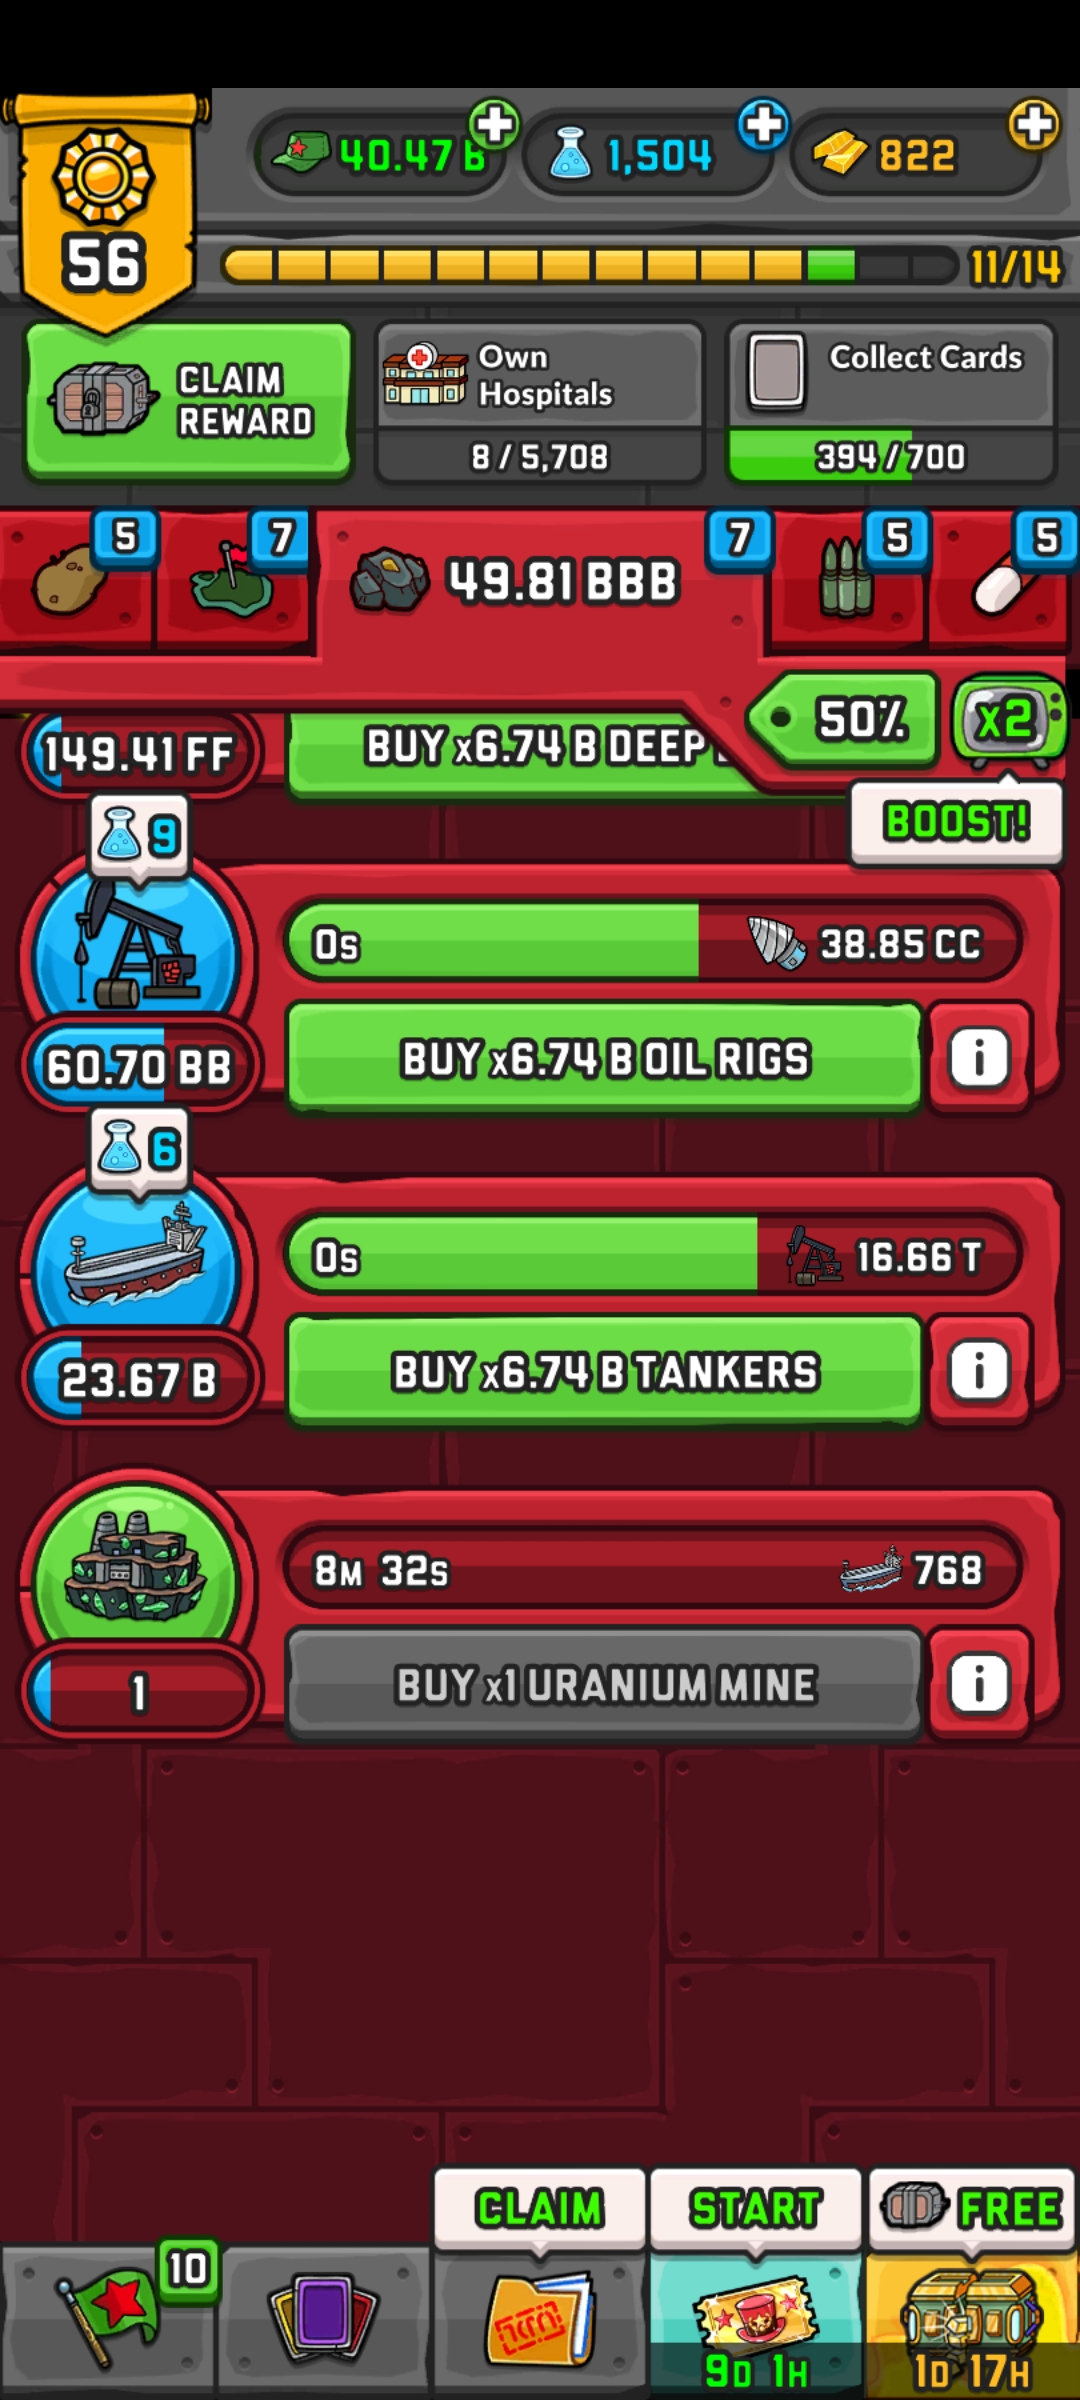 40.47 B
1,504
822
56
11/14
CLAIM
REWARD
Own
Hospitals
8 / 5,708
Collect Cards
394 / 700
5
7
49.81 BBB
7
5
5
50%
x2
BOOST!
149.41 FF
BUY x6.74 B DEEP
9
0s
38.85 CC
60.70 BB
BUY x6.74 B OIL RIGS
i
6
0s
16.66 T
23.67 B
BUY x6.74 B TANKERS
i
8M 32s
768
1
BUY x1 URANIUM MINE
i
CLAIM
START
FREE
10
9D 1H
1D 17H